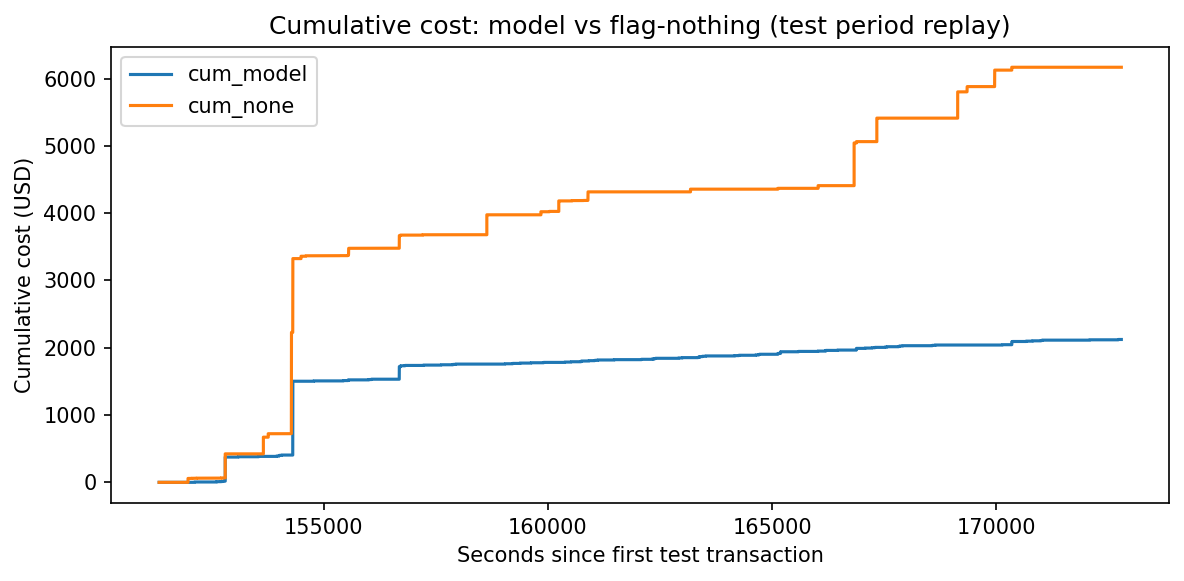 Cumulative cost: model vs flag-nothing (test period replay)
cum_model
cum_none
6000
5000
4000
3000
2000
1000
0
Cumulative cost (USD)
155000
160000
165000
170000
Seconds since first test transaction